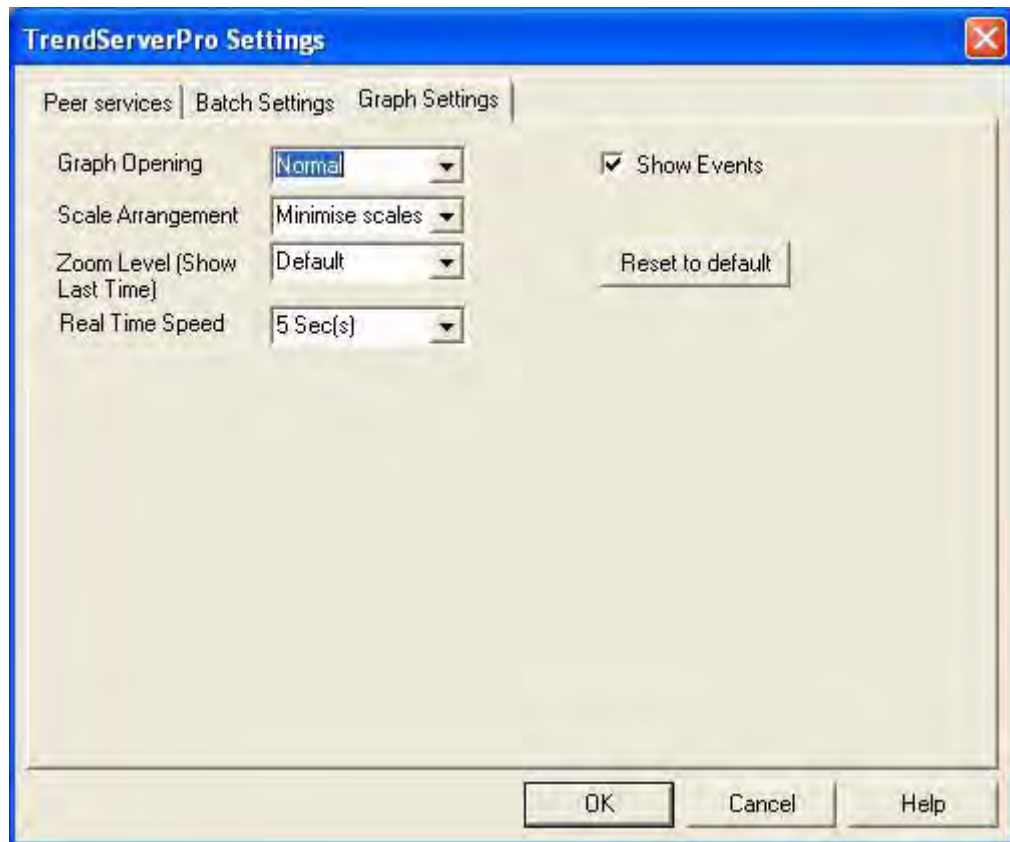 TrendServerPro Settings
Peer services Batch Settings Graph Settings
Graph Opening Normal Show Events
Scale Arrangement Minimise scales
Zoom Level (Show Last Time) Default Reset to default
Real Time Speed 5 Sec(s)
OK Cancel Help